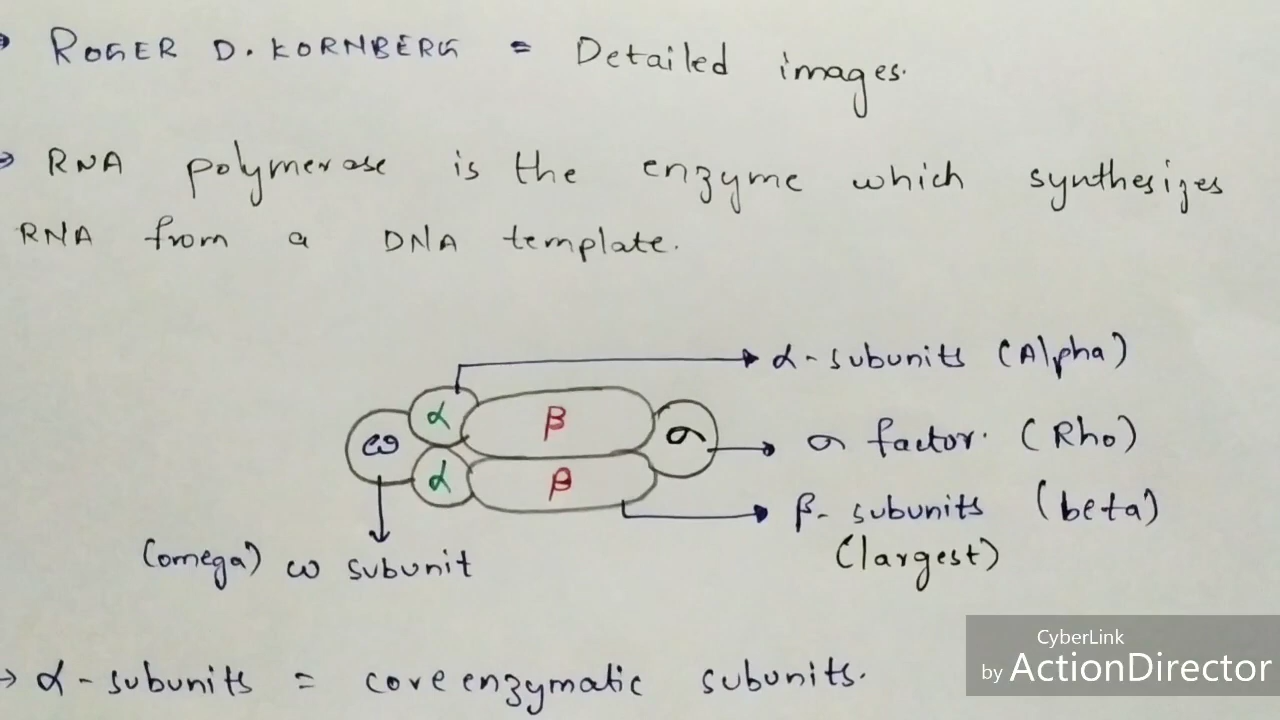 ROGER D. KORNBERG = Detailed images.
RNA polymerase is the enzyme which synthesizes
RNA from a DNA template.
α-subunits (Alpha)
α β
ω σ
σ factor. (Rho)
α β
β- subunits (beta)
(largest)
(omega) ω subunit
α-subunits = core enzymatic subunits.
CyberLink
by ActionDirector